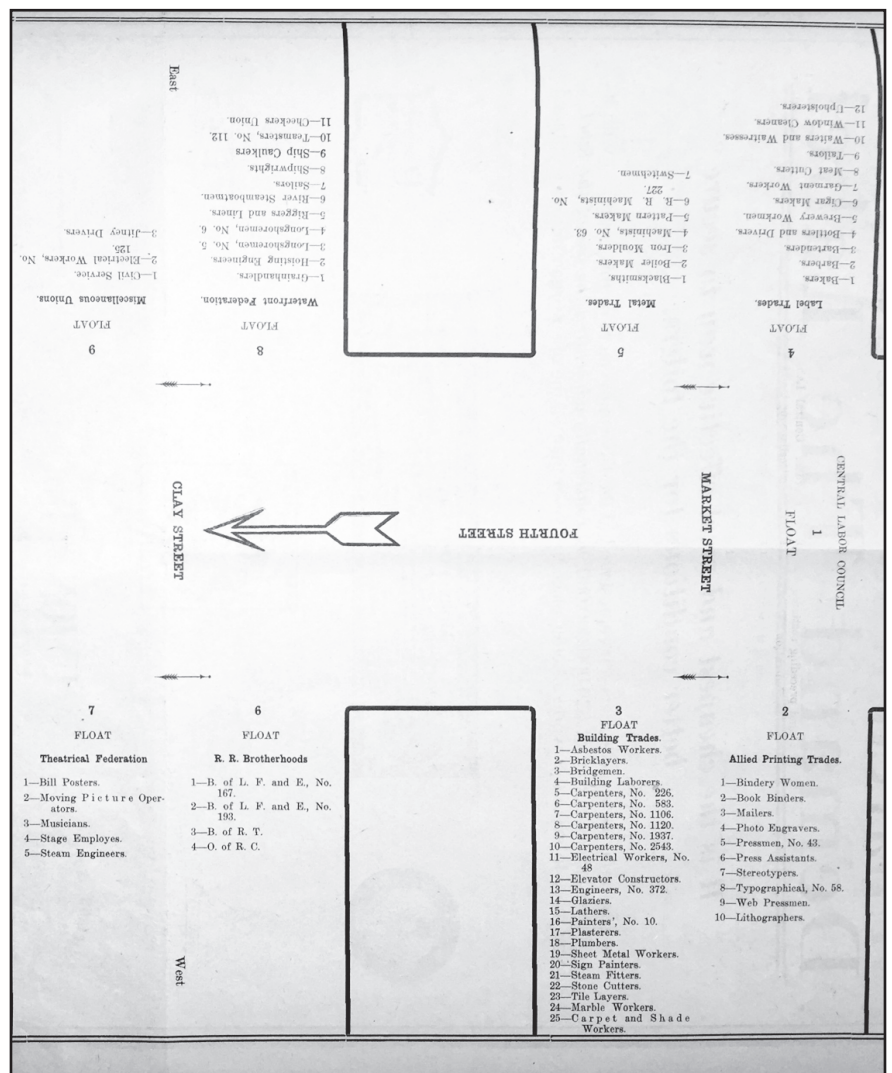 East
9
FLOAT
Miscellaneous Unions.
1—Civil Service.
2—Electrical Workers, No.
125.
3—Jitney Drivers.
8
FLOAT
Waterfront Federation.
1—Grainhandlers.
2—Hoisting Engineers.
3—Longshoremen, No. 5.
4—Longshoremen, No. 6.
5—Riggers and Liners.
6—River Steamboatmen.
7—Sailors.
8—Shipwrights.
9—Ship Caulkers
10—Teamsters, No. 112.
11—Checkers Union.
5
FLOAT
Metal Trades.
1—Blacksmiths.
2—Boiler Makers.
3—Iron Moulders.
4—Machinists, No. 63.
5—Pattern Makers.
6—R. R. Machinists, No.
227.
7—Switchmen.
4
FLOAT
Label Trades.
1—Bakers.
2—Barbers.
3—Bartenders.
4—Bottlers and Drivers.
5—Brewery Workmen.
6—Cigar Makers.
7—Garment Workers.
8—Meat Cutters.
9—Tailors.
10—Waiters and Waitresses.
11—Window Cleaners.
12—Upholsterers.
CLAY STREET
FOURTH STREET
MARKET STREET
FLOAT
1
CENTRAL LABOR COUNCIL
7
FLOAT
Theatrical Federation
1—Bill Posters.
2—Moving Picture Oper-
ators.
3—Musicians.
4—Stage Employes.
5—Steam Engineers.
6
FLOAT
R. R. Brotherhoods
1—B. of L. F. and E., No.
167.
2—B. of L. F. and E., No.
193.
3—B. of R. T.
4—O. of R. C.
3
FLOAT
Building Trades.
1—Asbestos Workers.
2—Bricklayers.
3—Bridgemen.
4—Building Laborers.
5—Carpenters, No. 226.
6—Carpenters, No. 583.
7—Carpenters, No. 1106.
8—Carpenters, No. 1120.
9—Carpenters, No. 1937.
10—Carpenters, No. 2543.
11—Electrical Workers, No.
48
12—Elevator Constructors.
13—Engineers, No. 372.
14—Glaziers.
15—Lathers.
16—Painters', No. 10.
17—Plasterers.
18—Plumbers.
19—Sheet Metal Workers.
20—Sign Painters.
21—Steam Fitters.
22—Stone Cutters.
23—Tile Layers.
24—Marble Workers.
25—Carpet and Shade
Workers.
2
FLOAT
Allied Printing Trades.
1—Bindery Women.
2—Book Binders.
3—Mailers.
4—Photo Engravers.
5—Pressmen, No. 43.
6—Press Assistants.
7—Stereotypers.
8—Typographical, No. 58.
9—Web Pressmen.
10—Lithographers.
West